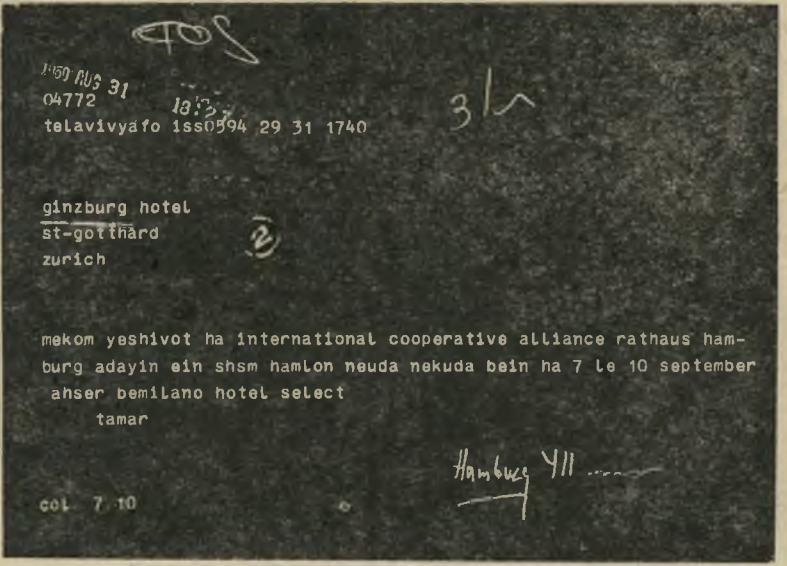 TOS
1950 AUG 31
04772
telavivyafo iss0594 29 31 1740
ginzburg hotel
st-gotthard
zurich
2
mekom yeshivot ha international cooperative alliance rathaus ham-
burg adayin ein shsm hamlon neuda nekuda bein ha 7 le 10 september
ahser bemilano hotel select
tamar
Hamburg
col 7 10